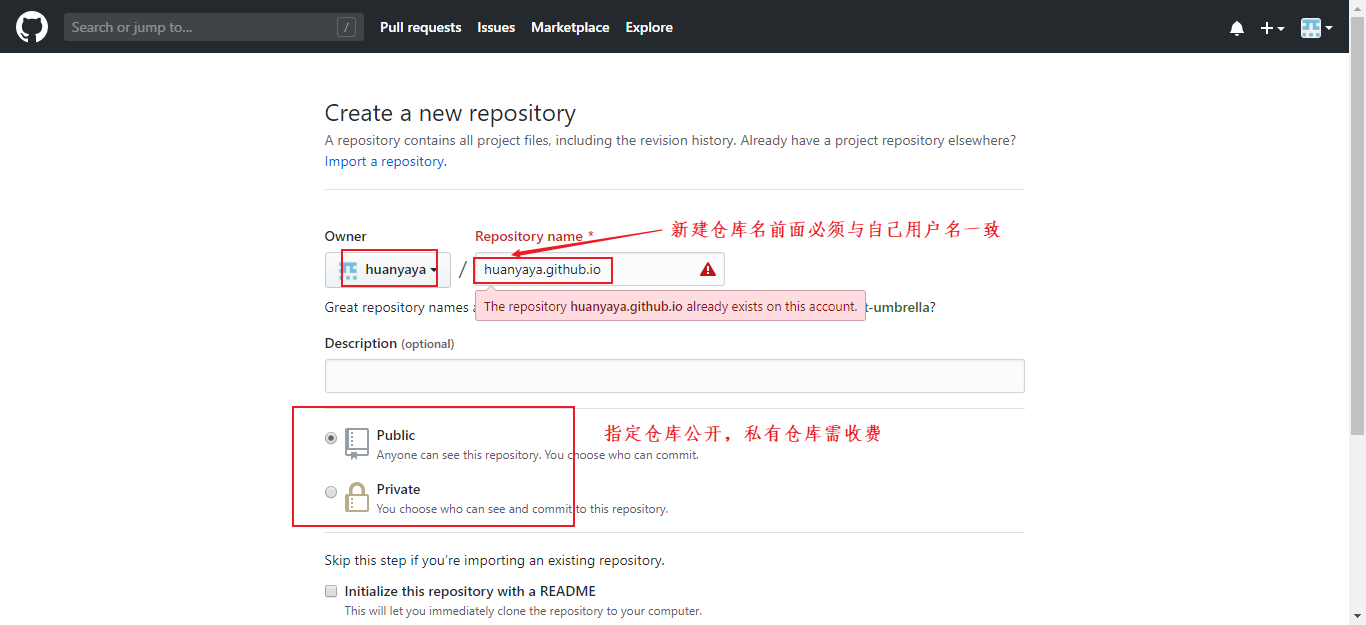 Search or jump to... /
Pull requests Issues Marketplace Explore
Create a new repository
A repository contains all project files, including the revision history. Already have a project repository elsewhere?
Import a repository.
Owner
Repository name *
新建仓库名前面必须与自己用户名一致
huanyaya / huanyaya.github.io
Great repository names
The repository huanyaya.github.io already exists on this account.
t-umbrella?
Description (optional)
Public
Anyone can see this repository. You choose who can commit.
指定仓库公开，私有仓库需收费
Private
You choose who can see and commit to this repository.
Skip this step if you’re importing an existing repository.
Initialize this repository with a README
This will let you immediately clone the repository to your computer.